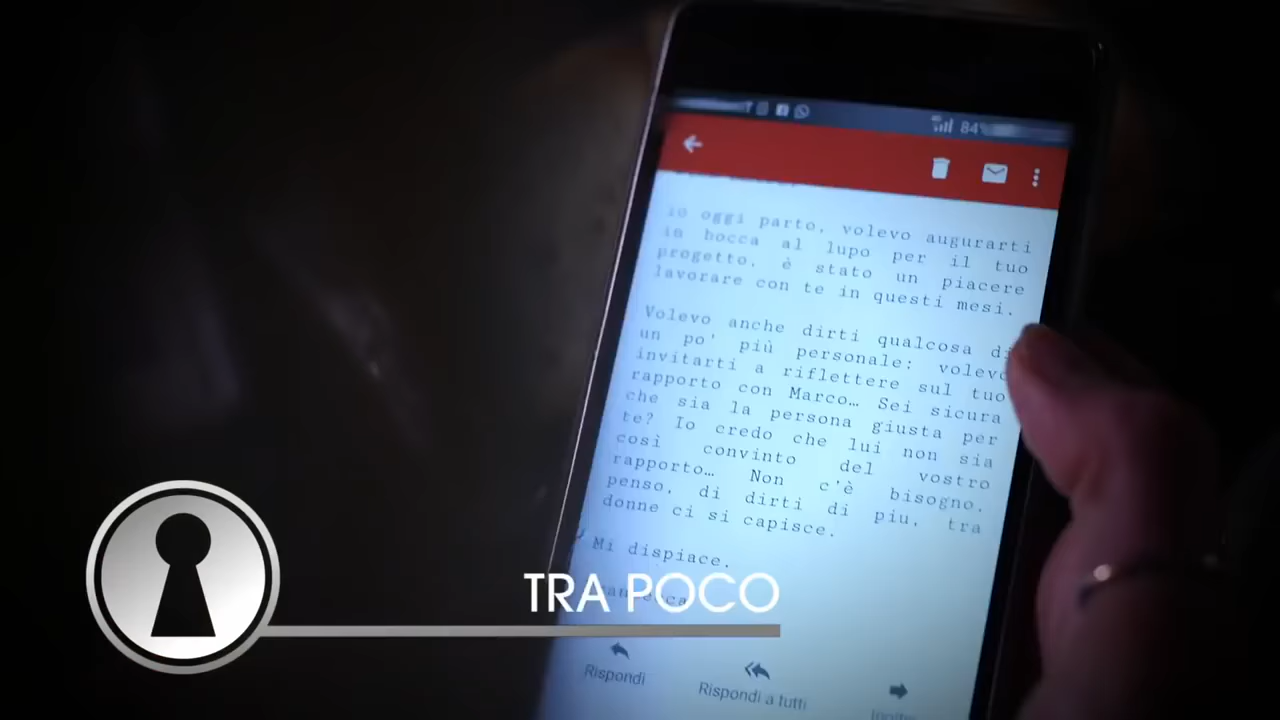 84%
io oggi parto, volevo augurarti
in bocca al lupo per il tuo
progetto, è stato un piacere
lavorare con te in questi mesi.
Volevo anche dirti qualcosa di
un po' più personale: volevo
invitarti a riflettere sul tuo
rapporto con Marco… Sei sicura
che sia la persona giusta per
te? Io credo che lui non sia
così convinto del vostro
rapporto… Non c'è bisogno,
penso, di dirti di piu, tra
donne ci si capisce.
Mi dispiace.
TRA POCO
Rispondi
Rispondi a tutti